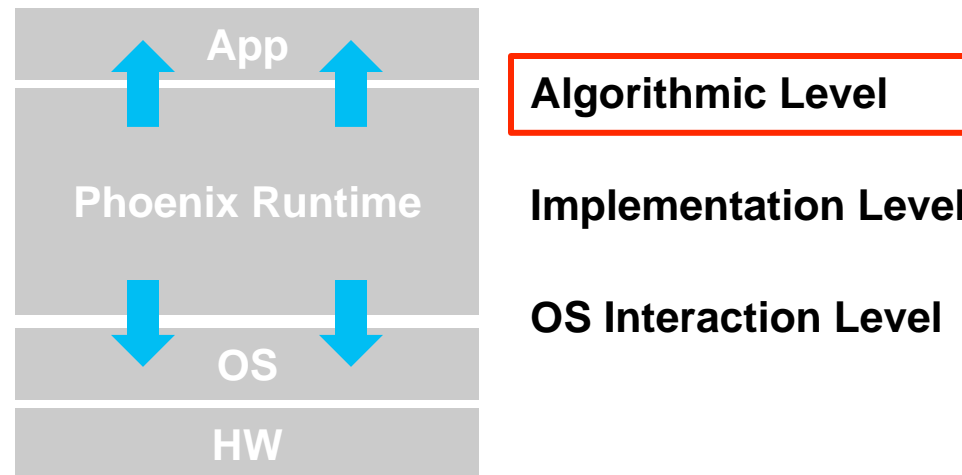 App
Phoenix Runtime
OS
HW
Algorithmic Level
Implementation Level
OS Interaction Level